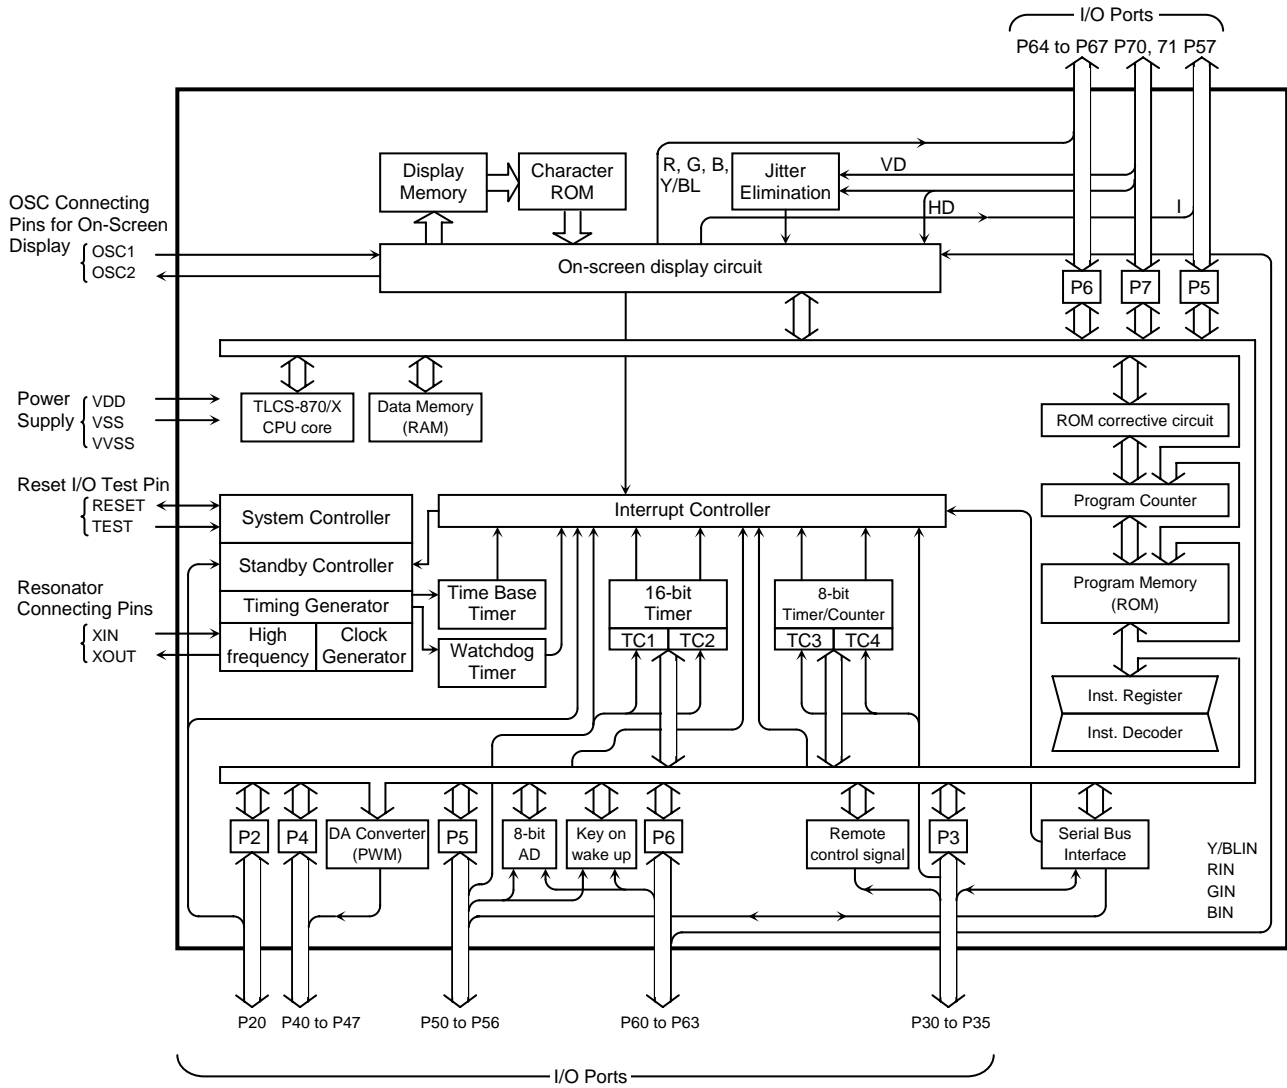 I/O Ports
P64 to P67 P70, 71 P57
R, G, B,
Y/BL
Display
Memory
Character
ROM
Jitter
Elimination
VD
HD
I
OSC Connecting
Pins for On-Screen
Display
OSC1
OSC2
On-screen display circuit
P6
P7
P5
Power
Supply
VDD
VSS
VVSS
TLCS-870/X
CPU core
Data Memory
(RAM)
ROM corrective circuit
Reset I/O Test Pin
RESET
TEST
System Controller
Interrupt Controller
Program Counter
Standby Controller
Timing Generator
High
frequency
Clock
Generator
Time Base
Timer
Watchdog
Timer
16-bit
Timer
TC1
TC2
8-bit
Timer/Counter
TC3
TC4
Program Memory
(ROM)
Resonator
Connecting Pins
XIN
XOUT
Inst. Register
Inst. Decoder
P2
P4
DA Converter
(PWM)
P5
8-bit
AD
Key on
wake up
P6
Remote
control signal
P3
Serial Bus
Interface
Y/BLIN
RIN
GIN
BIN
P20
P40 to P47
P50 to P56
P60 to P63
P30 to P35
I/O Ports